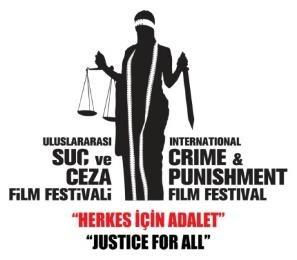 ULUSLARARASI
SUÇ ve
CEZA
FİLM FESTİVALİ
INTERNATIONAL
CRIME &
PUNISHMENT
FILM FESTIVAL
“HERKES İÇİN ADALET”
“JUSTICE FOR ALL”